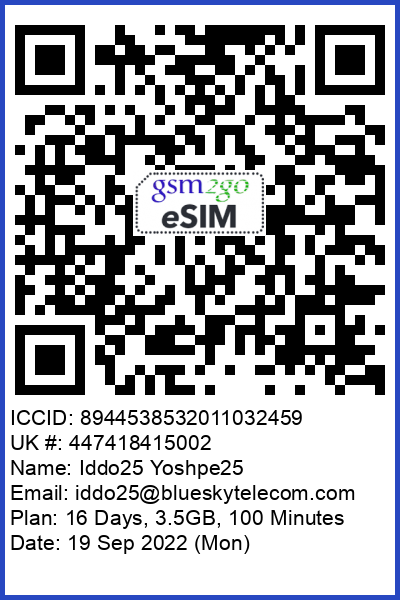 gsm2go
eSIM
ICCID: 8944538532011032459
UK #: 447418415002
Name: Iddo25 Yoshpe25
Email: iddo25@blueskytelecom.com
Plan: 16 Days, 3.5GB, 100 Minutes
Date: 19 Sep 2022 (Mon)